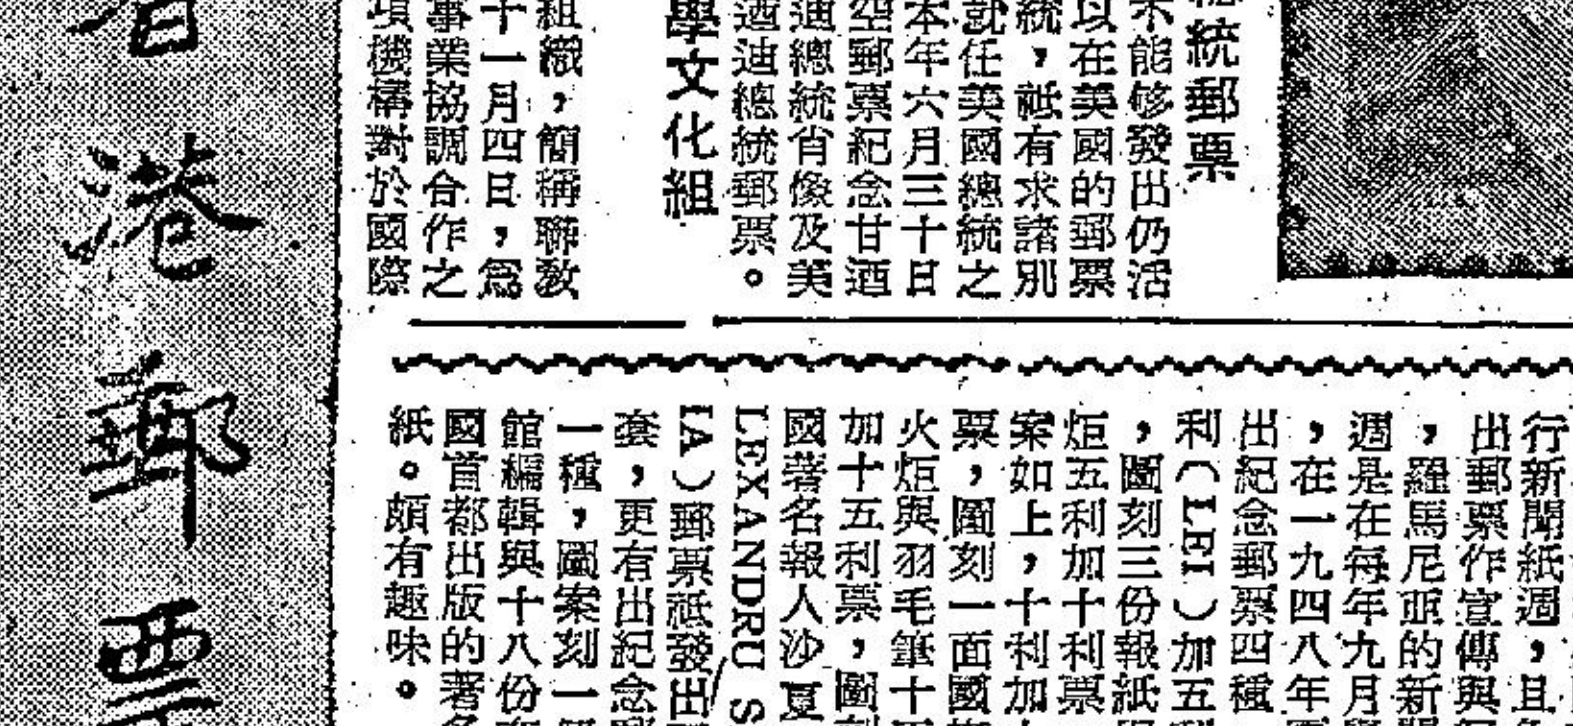 統郵票
未能够發出仍活
以在美國的郵票
統，祗有求諸別
就任美國總統之
本年六月三十日
空郵票紀念甘迺
迪總統肖像及美
迺迪總統郵票。
學文化組
組織，簡稱聯教
十一月四日，為
事業協調合作之
項機構對於國際
行新聞紙週，且
出郵票作宣傳與
，羅馬尼亜的新
週是在每年九月
，在一九四八年
出紀念郵票四種
利（LEI）加五
，圖刻三份報紙
炬五利加十利票
案如上，十利加
票，圖刻一面國
火炬與羽毛筆十
加十五利票，圖
國著名報人沙夏
LEXANDRU S
IA）郵票祗發出
套，更有出紀念
一種，圖案刻一
館編輯與十八份
國首都出版的著名
紙。頗有趣味。
港郵票